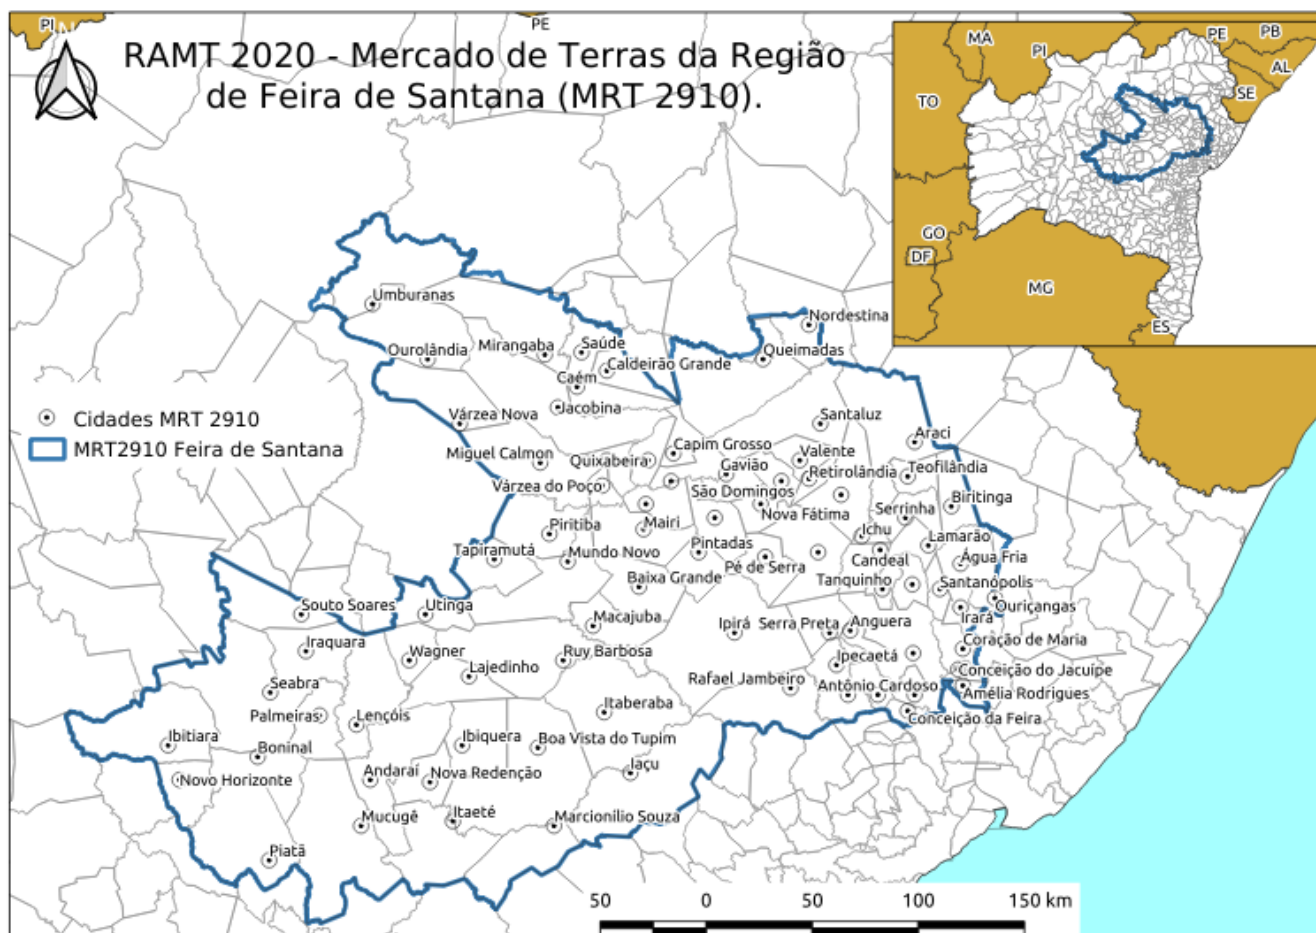 PI
N
PE
RAMT 2020 - Mercado de Terras da Região
de Feira de Santana (MRT 2910).
MA
PI
PE
PB
AL
SE
TO
GO
DF
MG
ES
Cidades MRT 2910
MRT2910 Feira de Santana
Umburanas
Nordestina
Ourolândia
Mirangaba
Saúde
Caldeirão Grande
Queimadas
Caém
Jacobina
Várzea Nova
Santaluz
Araci
Miguel Calmon
Quixabeira
Capim Grosso
Gavião
Valente
Retirolândia
Teofilândia
Várzea do Poço
São Domingos
Biritinga
Nova Fátima
Serrinha
Piritiba
Mairi
Ichu
Lamarão
Tapiramutá
Mundo Novo
Pintadas
Pé de Serra
Candeal
Água Fria
Baixa Grande
Tanquinho
Santanópolis
Souto Soares
Utinga
Ouriçangas
Irará
Macajuba
Ipirá
Serra Preta
Anguera
Coração de Maria
Iraquara
Wagner
Lajedinho
Ruy Barbosa
Ipecaetá
Conceição do Jacuípe
Seabra
Rafael Jambeiro
Antônio Cardoso
Amélia Rodrigues
Palmeiras
Lençóis
Itaberaba
Conceição da Feira
Ibitiara
Boninal
Ibiquera
Boa Vista do Tupim
Novo Horizonte
Andaraí
Nova Redenção
Iaçu
Mucugê
Itaetê
Marcionílio Souza
Piatã
50 0 50 100 150 km